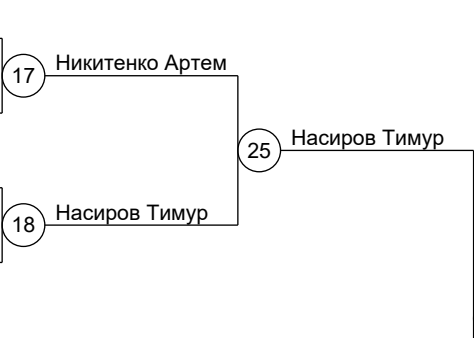 17 Никитенко Артем
25 Насиров Тимур
18 Насиров Тимур